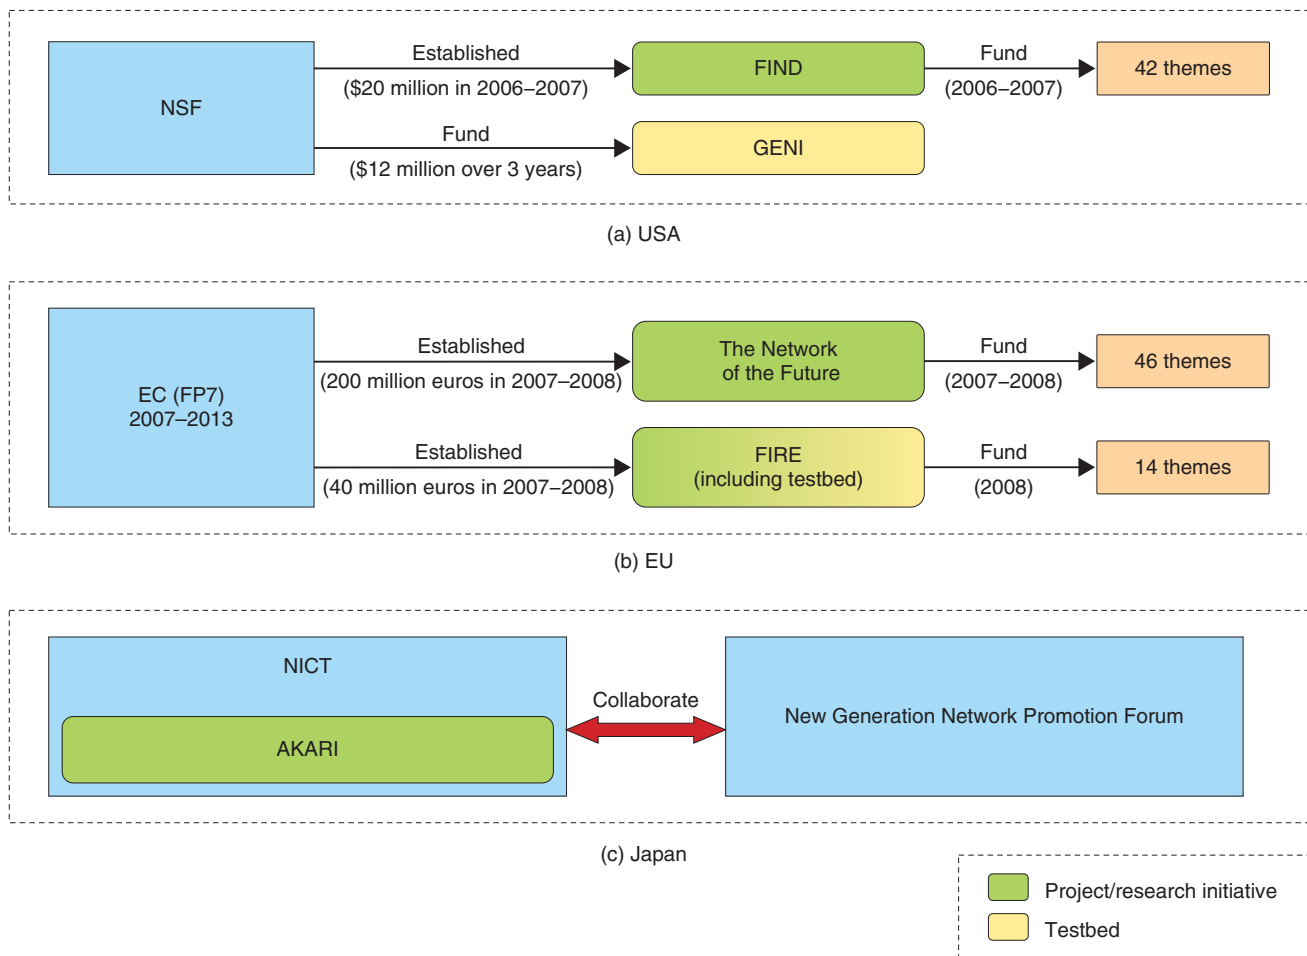 NSF
Established
($20 million in 2006–2007)
FIND
Fund
(2006–2007)
42 themes
Fund
($12 million over 3 years)
GENI
(a) USA
EC (FP7)
2007–2013
Established
(200 million euros in 2007–2008)
The Network
of the Future
Fund
(2007–2008)
46 themes
Established
(40 million euros in 2007–2008)
FIRE
(including testbed)
Fund
(2008)
14 themes
(b) EU
NICT
AKARI
Collaborate
New Generation Network Promotion Forum
(c) Japan
Project/research initiative
Testbed